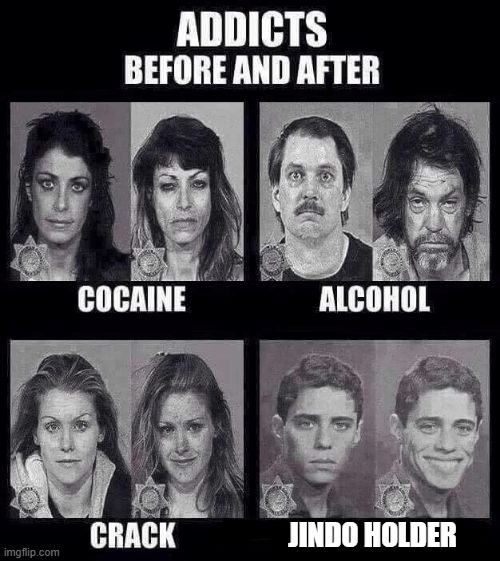 ADDICTS
BEFORE AND AFTER
COCAINE
ALCOHOL
CRACK
JINDO HOLDER
imgflip.com